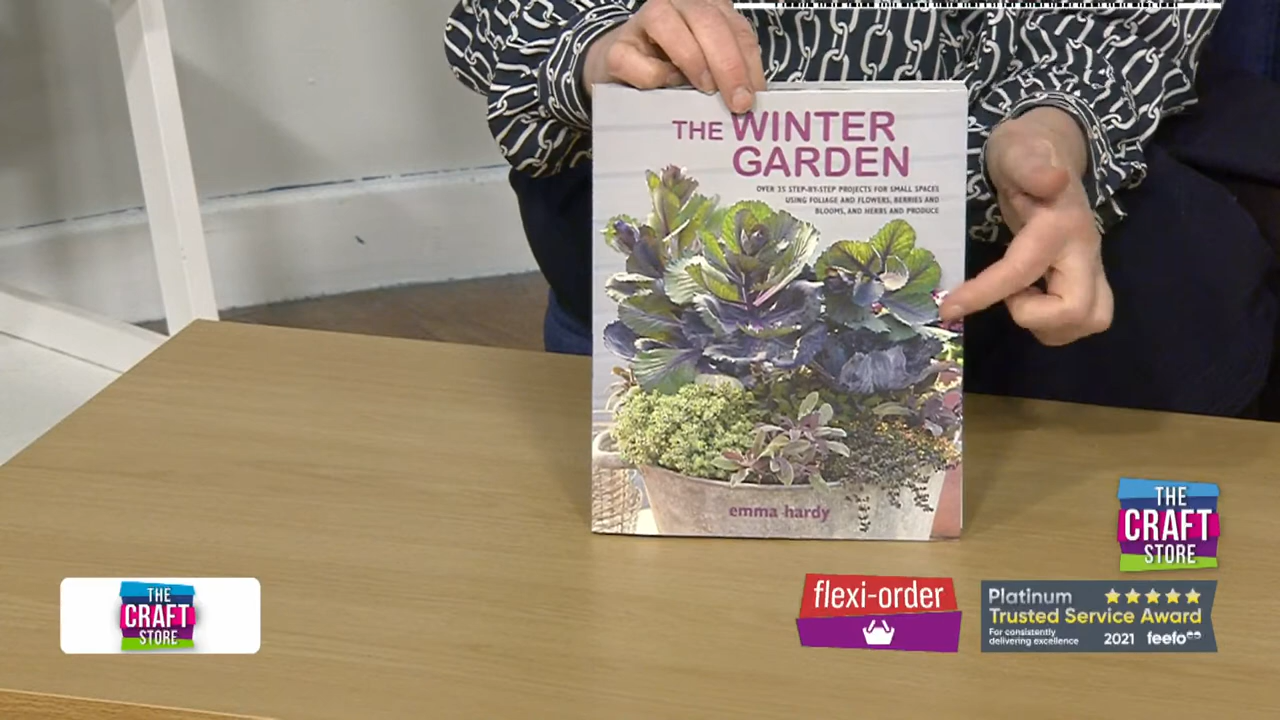 THE WINTER
GARDEN
OVER 35 STEP-BY-STEP PROJECTS FOR SMALL SPACES
USING FOLIAGE AND FLOWERS, BERRIES AND
BLOOMS, AND HERBS AND PRODUCE
emma hardy
THE
CRAFT
STORE
THE
CRAFT
STORE
flexi-order
Platinum
Trusted Service Award
For consistently
delivering excellence
2021 feefo